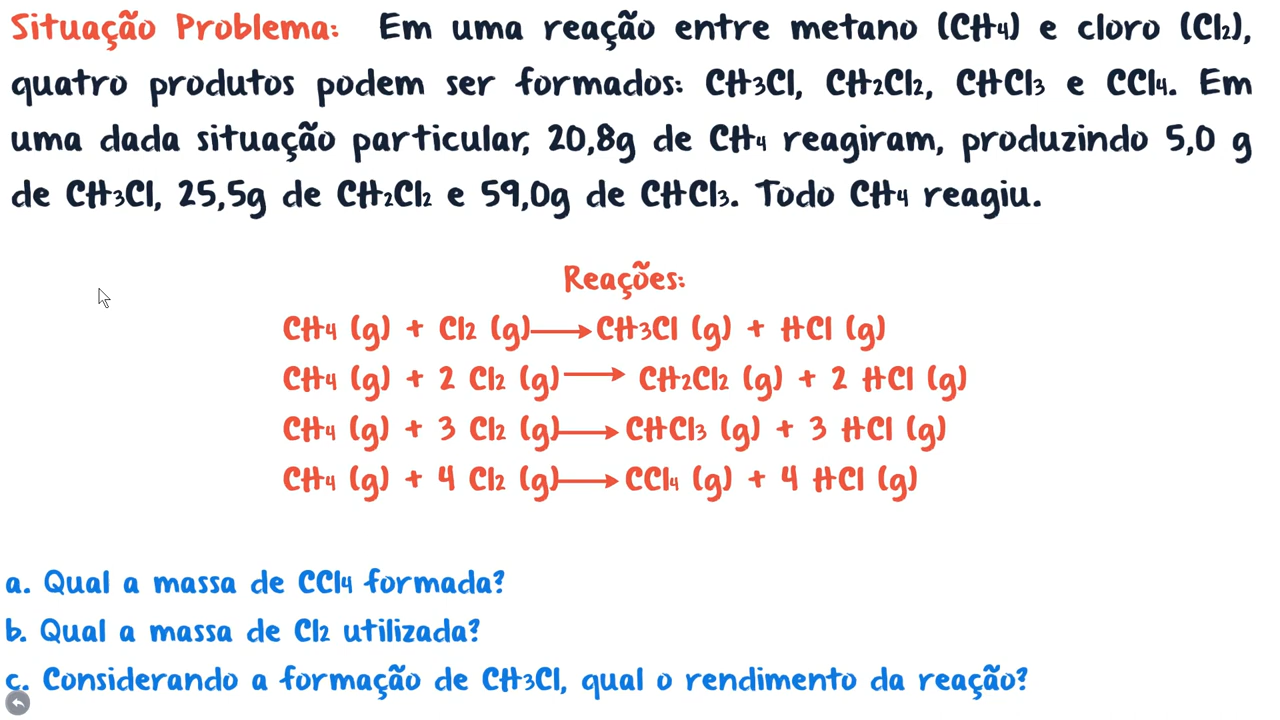 Situação Problema: Em uma reação entre metano (CH₄) e cloro (Cl₂),
quatro produtos podem ser formados: CH₃Cl, CH₂Cl₂, CHCl₃ e CCl₄. Em
uma dada situação particular, 20,8g de CH₄ reagiram, produzindo 5,0 g
de CH₃Cl, 25,5g de CH₂Cl₂ e 59,0g de CHCl₃. Todo CH₄ reagiu.
Reações:
CH₄ (g) + Cl₂ (g) ⟶ CH₃Cl (g) + HCl (g)
CH₄ (g) + 2 Cl₂ (g) ⟶ CH₂Cl₂ (g) + 2 HCl (g)
CH₄ (g) + 3 Cl₂ (g) ⟶ CHCl₃ (g) + 3 HCl (g)
CH₄ (g) + 4 Cl₂ (g) ⟶ CCl₄ (g) + 4 HCl (g)
a. Qual a massa de CCl₄ formada?
b. Qual a massa de Cl₂ utilizada?
c. Considerando a formação de CH₃Cl, qual o rendimento da reação?